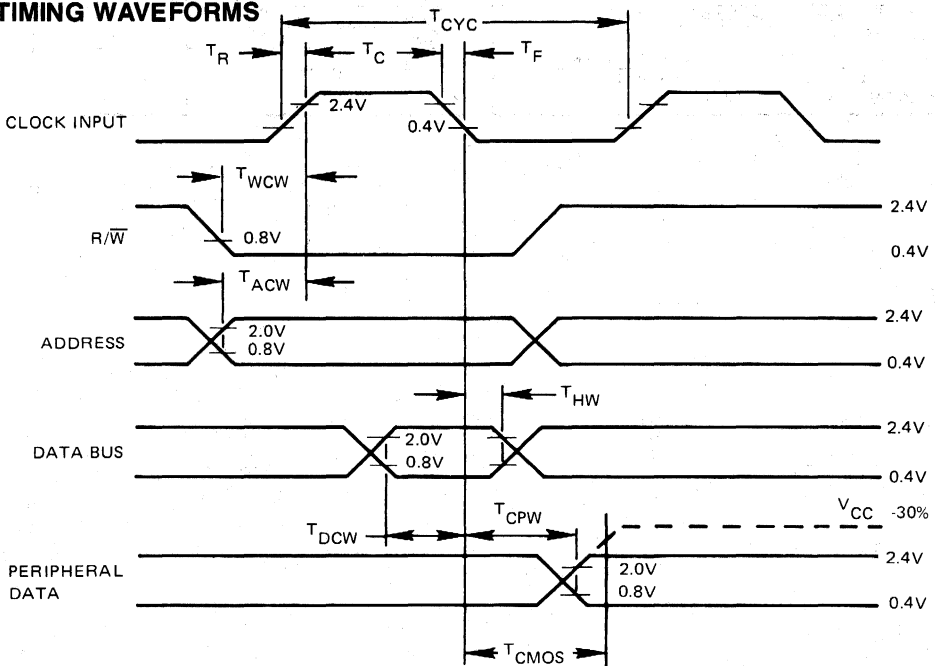 TIMING WAVEFORMS
T_CYC
T_R T_C T_F
CLOCK INPUT 2.4V 0.4V
T_WCW
R/W̅ 0.8V 2.4V
0.4V
T_ACW
ADDRESS 2.0V 0.8V 2.4V
0.4V
T_HW
DATA BUS 2.0V 0.8V 2.4V
0.4V
T_DCW T_CPW V_CC -30%
PERIPHERAL DATA 2.0V 0.8V 2.4V
0.4V
T_CMOS